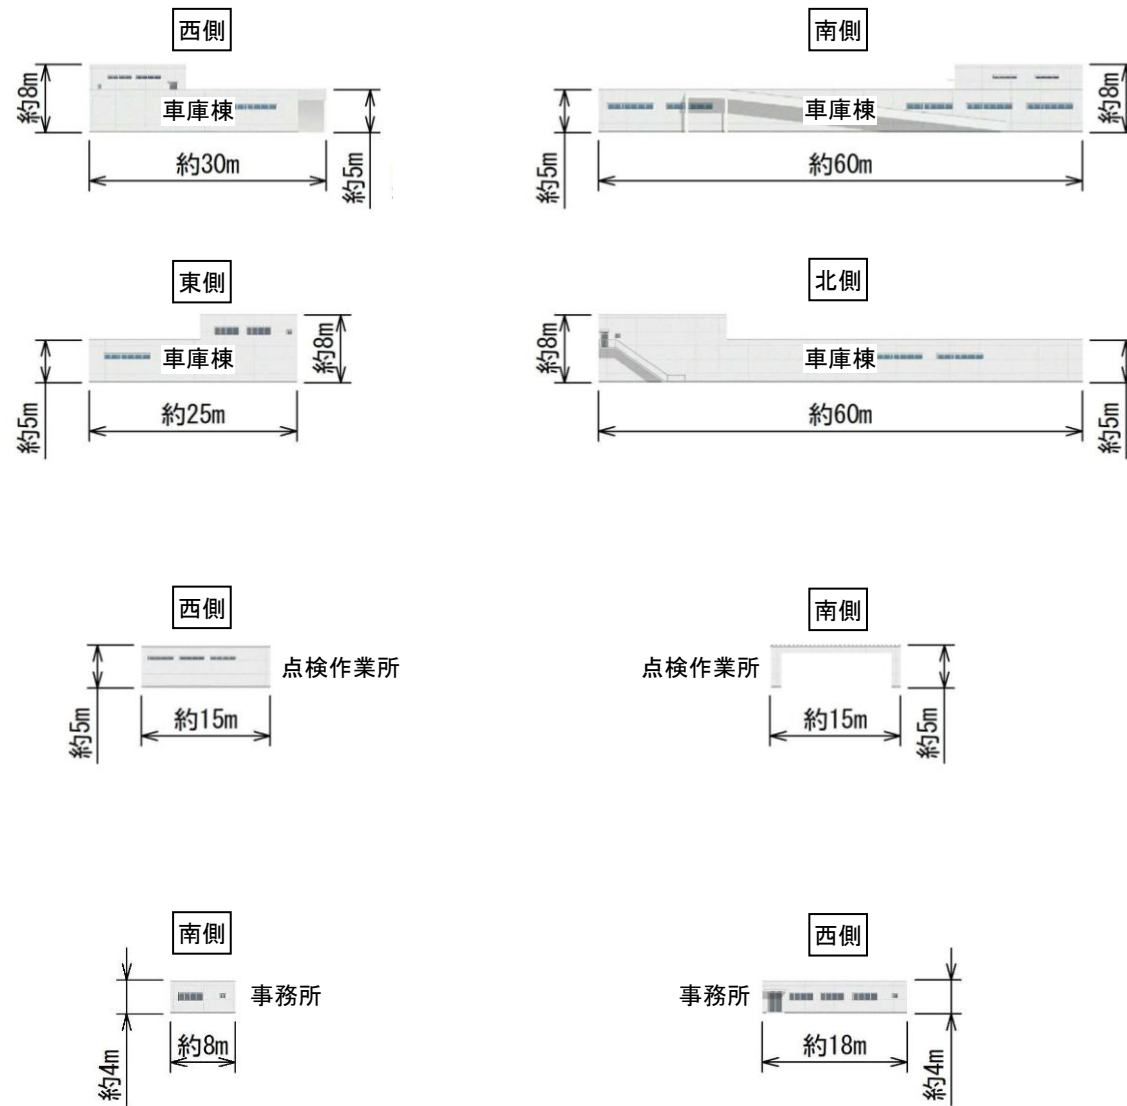 西側
約8m
車庫棟
約30m
約5m
南側
約5m
車庫棟
約60m
約8m
東側
約5m
車庫棟
約25m
約8m
北側
約8m
車庫棟
約60m
約5m
西側
点検作業所
約5m
約15m
南側
点検作業所
約15m
約5m
南側
事務所
約4m
約8m
西側
事務所
約18m
約4m